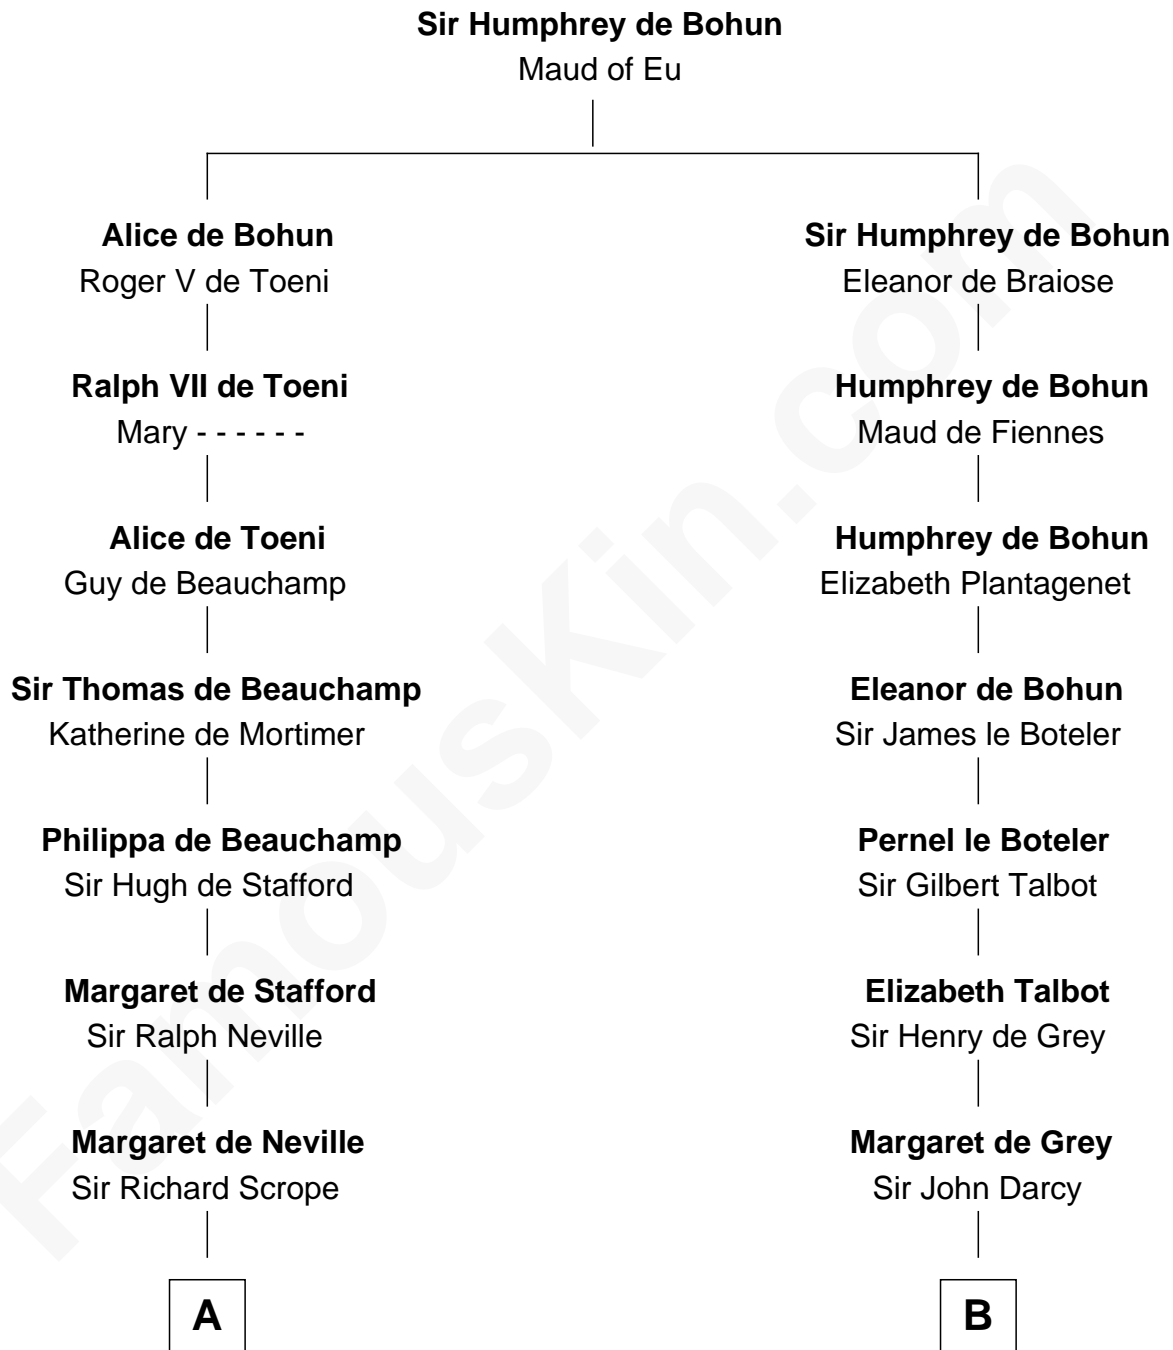 Sir Humphrey de Bohun
Maud of Eu
Alice de Bohun
Roger V de Toeni
Sir Humphrey de Bohun
Eleanor de Braiose
Ralph VII de Toeni
Mary - - - - - -
Humphrey de Bohun
Maud de Fiennes
Alice de Toeni
Guy de Beauchamp
Humphrey de Bohun
Elizabeth Plantagenet
Sir Thomas de Beauchamp
Katherine de Mortimer
Eleanor de Bohun
Sir James le Boteler
Philippa de Beauchamp
Sir Hugh de Stafford
Pernel le Boteler
Sir Gilbert Talbot
Margaret de Stafford
Sir Ralph Neville
Elizabeth Talbot
Sir Henry de Grey
Margaret de Neville
Sir Richard Scrope
Margaret de Grey
Sir John Darcy
A
B
FamousKin.com